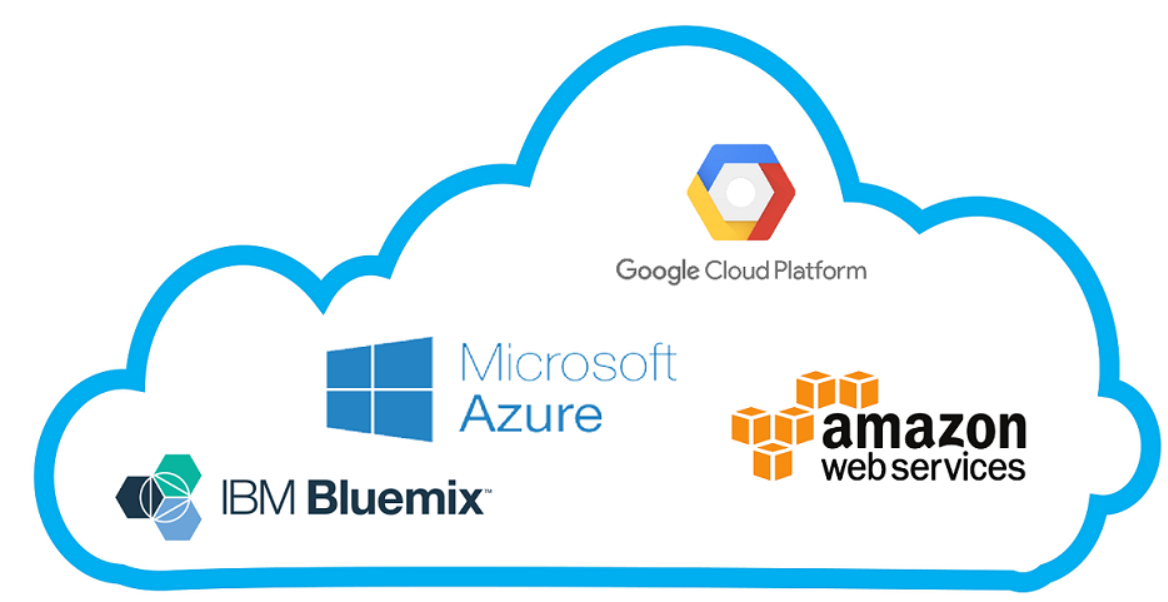 Google Cloud Platform
Microsoft
Azure
amazon
web services
IBM Bluemix™